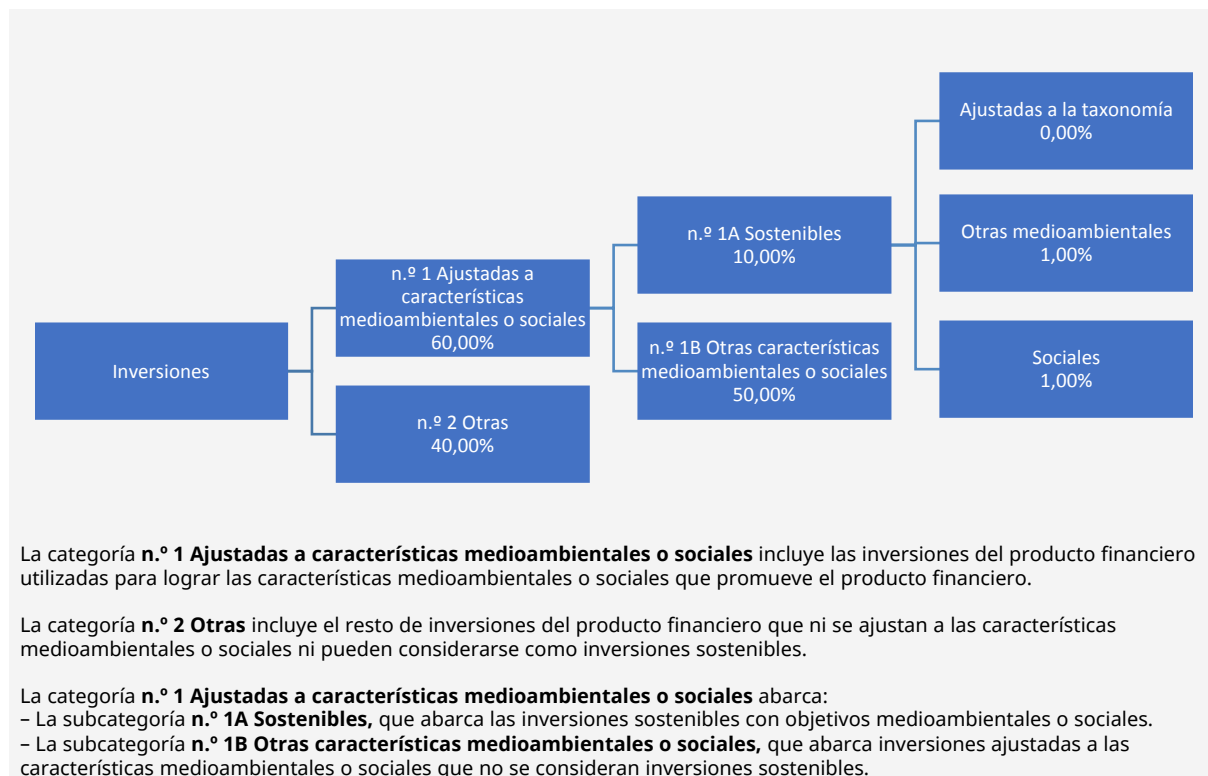 Inversiones
n.º 1 Ajustadas a
características
medioambientales o sociales
60,00%
n.º 2 Otras
40,00%
n.º 1A Sostenibles
10,00%
n.º 1B Otras características
medioambientales o sociales
50,00%
Ajustadas a la taxonomía
0,00%
Otras medioambientales
1,00%
Sociales
1,00%
La categoría n.º 1 Ajustadas a características medioambientales o sociales incluye las inversiones del producto financiero
utilizadas para lograr las características medioambientales o sociales que promueve el producto financiero.
La categoría n.º 2 Otras incluye el resto de inversiones del producto financiero que ni se ajustan a las características
medioambientales o sociales ni pueden considerarse como inversiones sostenibles.
La categoría n.º 1 Ajustadas a características medioambientales o sociales abarca:
– La subcategoría n.º 1A Sostenibles, que abarca las inversiones sostenibles con objetivos medioambientales o sociales.
– La subcategoría n.º 1B Otras características medioambientales o sociales, que abarca inversiones ajustadas a las
características medioambientales o sociales que no se consideran inversiones sostenibles.